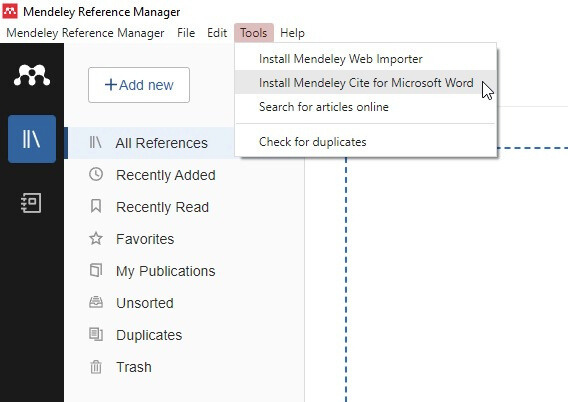 Mendeley Reference Manager
Mendeley Reference Manager File Edit Tools Help
Install Mendeley Web Importer
Install Mendeley Cite for Microsoft Word
Search for articles online
Check for duplicates
+Add new
All References
Recently Added
Recently Read
Favorites
My Publications
Unsorted
Duplicates
Trash